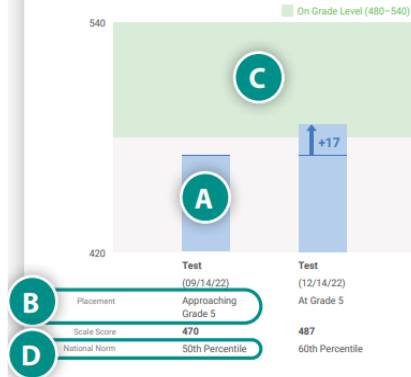 On Grade Level (480–540)
540
C
+17
A
420
Test
(09/14/22)
Test
(12/14/22)
B
Placement
Approaching
Grade 5
At Grade 5
Scale Score
470
487
D
National Norm
50th Percentile
60th Percentile